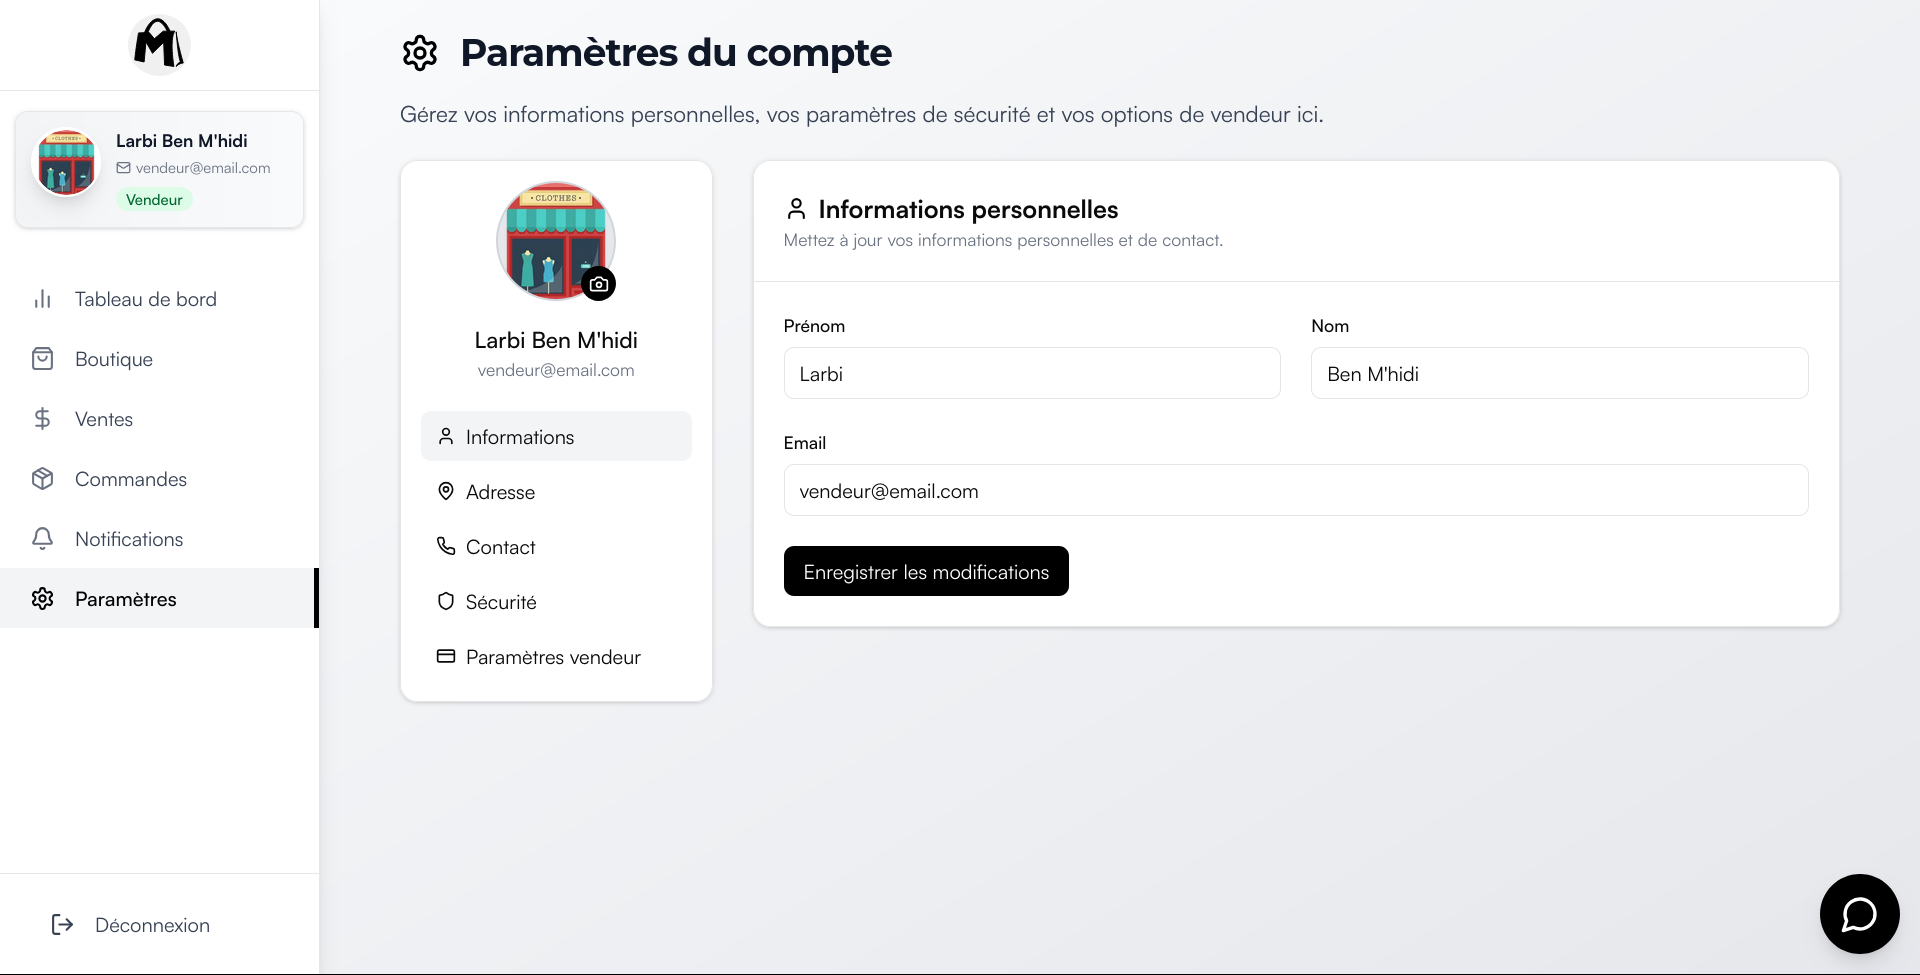 M
Larbi Ben M'hidi
vendeur@email.com
Vendeur
Tableau de bord
Boutique
Ventes
Commandes
Notifications
Paramètres
Déconnexion
Paramètres du compte
Gérez vos informations personnelles, vos paramètres de sécurité et vos options de vendeur ici.
CLOTHES
Larbi Ben M'hidi
vendeur@email.com
Informations
Adresse
Contact
Sécurité
Paramètres vendeur
Informations personnelles
Mettez à jour vos informations personnelles et de contact.
Prénom
Larbi
Nom
Ben M'hidi
Email
vendeur@email.com
Enregistrer les modifications